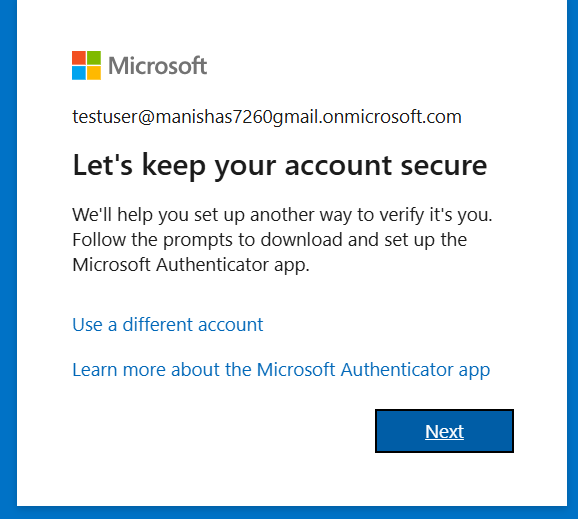 Microsoft
testuser@manishas7260gmail.onmicrosoft.com
Let's keep your account secure
We'll help you set up another way to verify it's you.
Follow the prompts to download and set up the
Microsoft Authenticator app.
Use a different account
Learn more about the Microsoft Authenticator app
Next